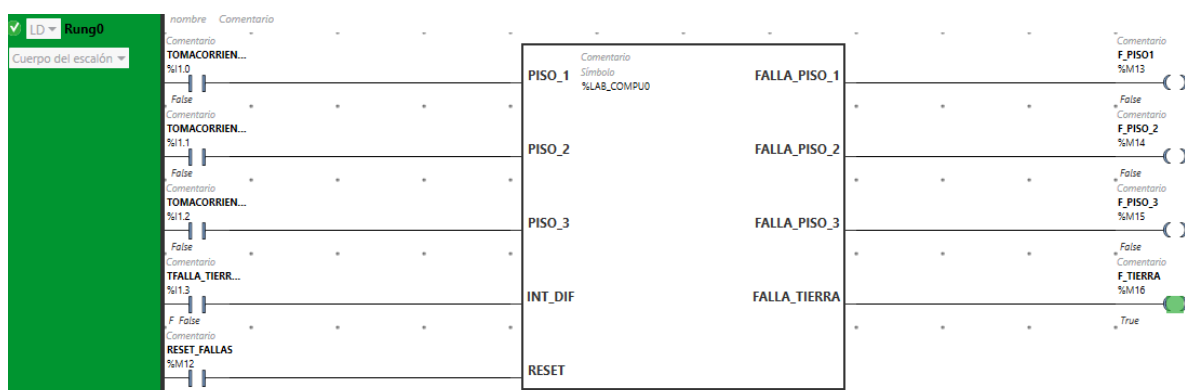 LD Rung0
nombre Comentario
Cuerpo del escalón
Comentario
TOMACORRIEN...
%I1.0
False
Comentario
TOMACORRIEN...
%I1.1
False
Comentario
TOMACORRIEN...
%I1.2
False
Comentario
TFALLA_TIERR...
%I1.3
F False
Comentario
RESET_FALLAS
%M12
Comentario
Símbolo
%LAB_COMPU0
PISO_1 FALLA_PISO_1
PISO_2 FALLA_PISO_2
PISO_3 FALLA_PISO_3
INT_DIF FALLA_TIERRA
RESET
Comentario
F_PISO1
%M13
False
Comentario
F_PISO_2
%M14
False
Comentario
F_PISO_3
%M15
False
Comentario
F_TIERRA
%M16
True